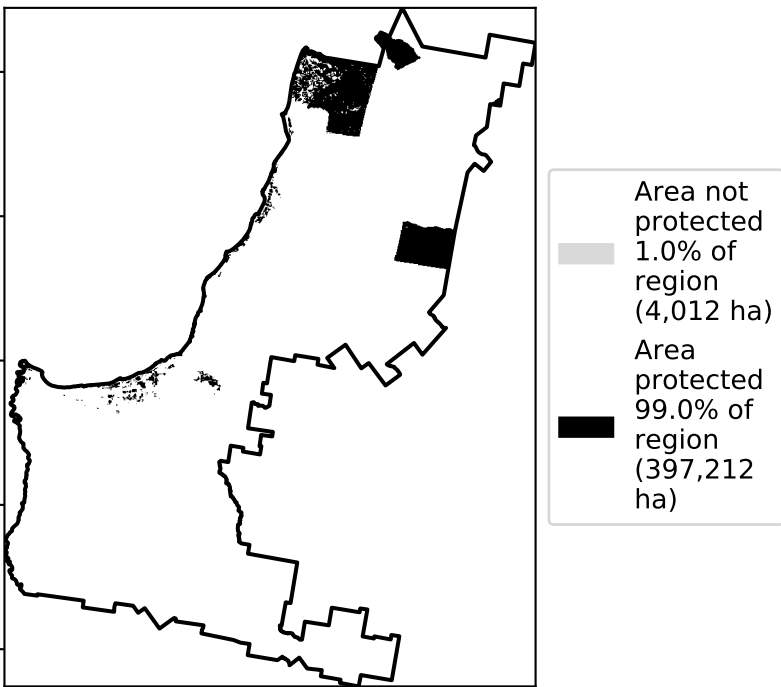 Area not
protected
1.0% of
region
(4,012 ha)
Area
protected
99.0% of
region
(397,212
ha)